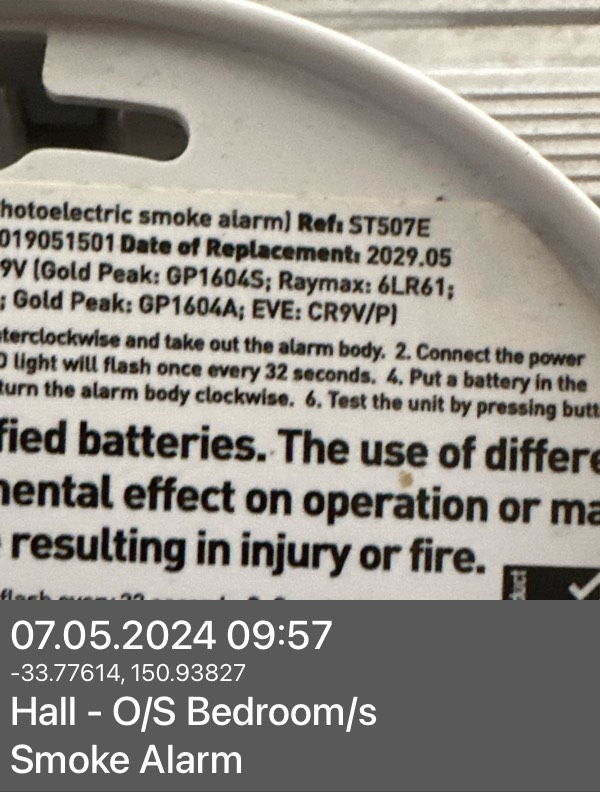 hotoelectric smoke alarm) Ref: ST507E
019051501 Date of Replacement: 2029.05
9V (Gold Peak: GP1604S; Raymax: 6LR61;
; Gold Peak: GP1604A; EVE: CR9V/P)
nterclockwise and take out the alarm body. 2. Connect the power
D light will flash once every 32 seconds. 4. Put a battery in the
turn the alarm body clockwise. 6. Test the unit by pressing butt
fied batteries. The use of differe
mental effect on operation or ma
resulting in injury or fire.
07.05.2024 09:57
-33.77614, 150.93827
Hall - O/S Bedroom/s
Smoke Alarm